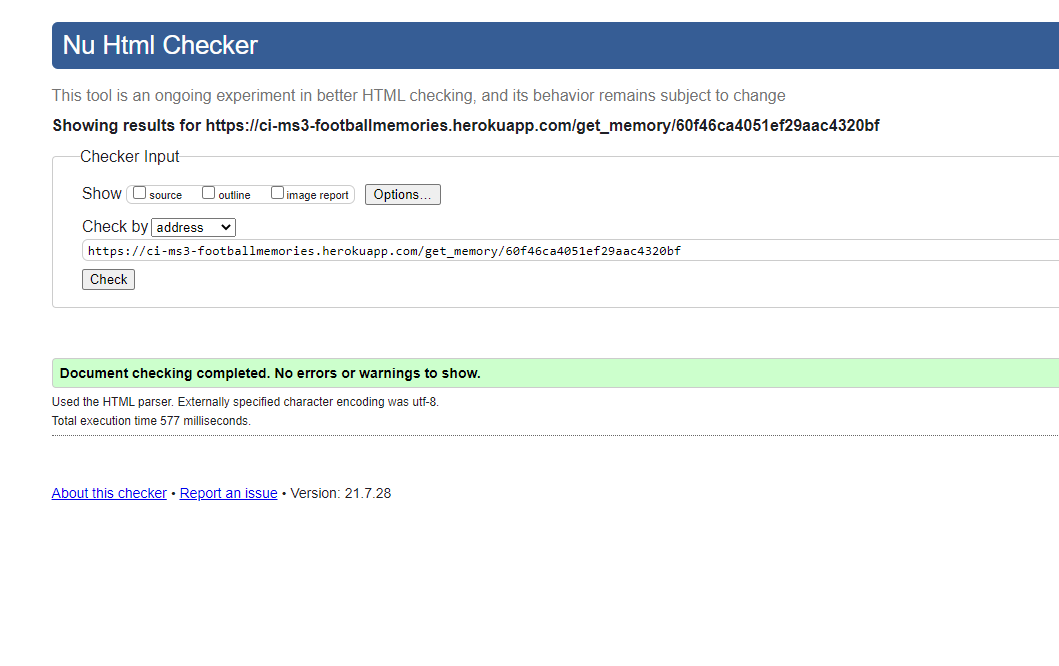 Nu Html Checker
This tool is an ongoing experiment in better HTML checking, and its behavior remains subject to change
Showing results for https://ci-ms3-footballmemories.herokuapp.com/get_memory/60f46ca4051ef29aac4320bf
Checker Input
Show source outline image report Options...
Check by address
https://ci-ms3-footballmemories.herokuapp.com/get_memory/60f46ca4051ef29aac4320bf
Check
Document checking completed. No errors or warnings to show.
Used the HTML parser. Externally specified character encoding was utf-8.
Total execution time 577 milliseconds.
About this checker • Report an issue • Version: 21.7.28